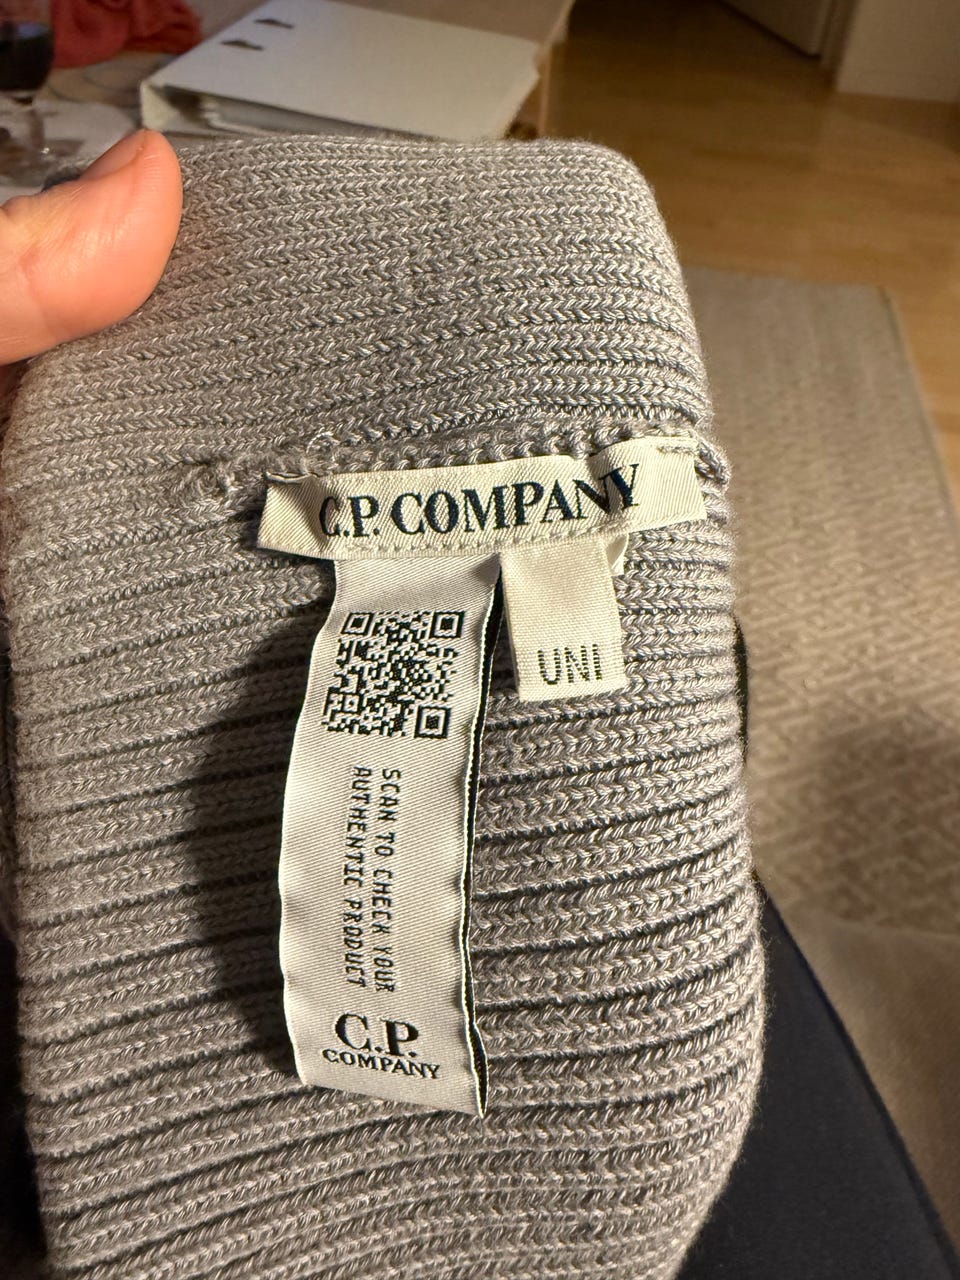 C.P. COMPANY
UNI
SCAN TO CHECK YOUR
AUTHENTIC PRODUCT
C.P.
COMPANY